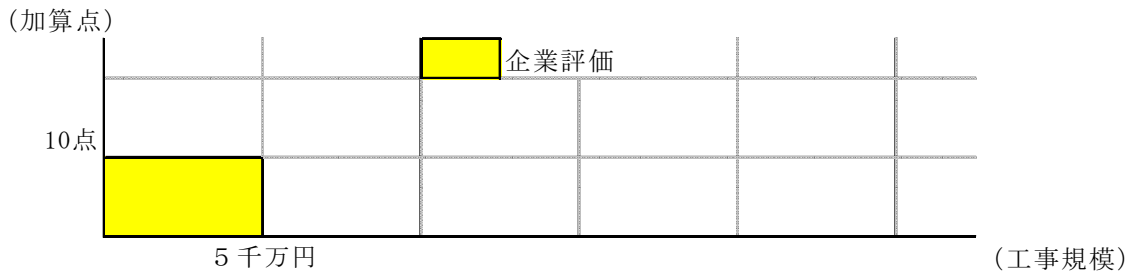 (加算点)
企業評価
10点
５千万円
(工事規模)